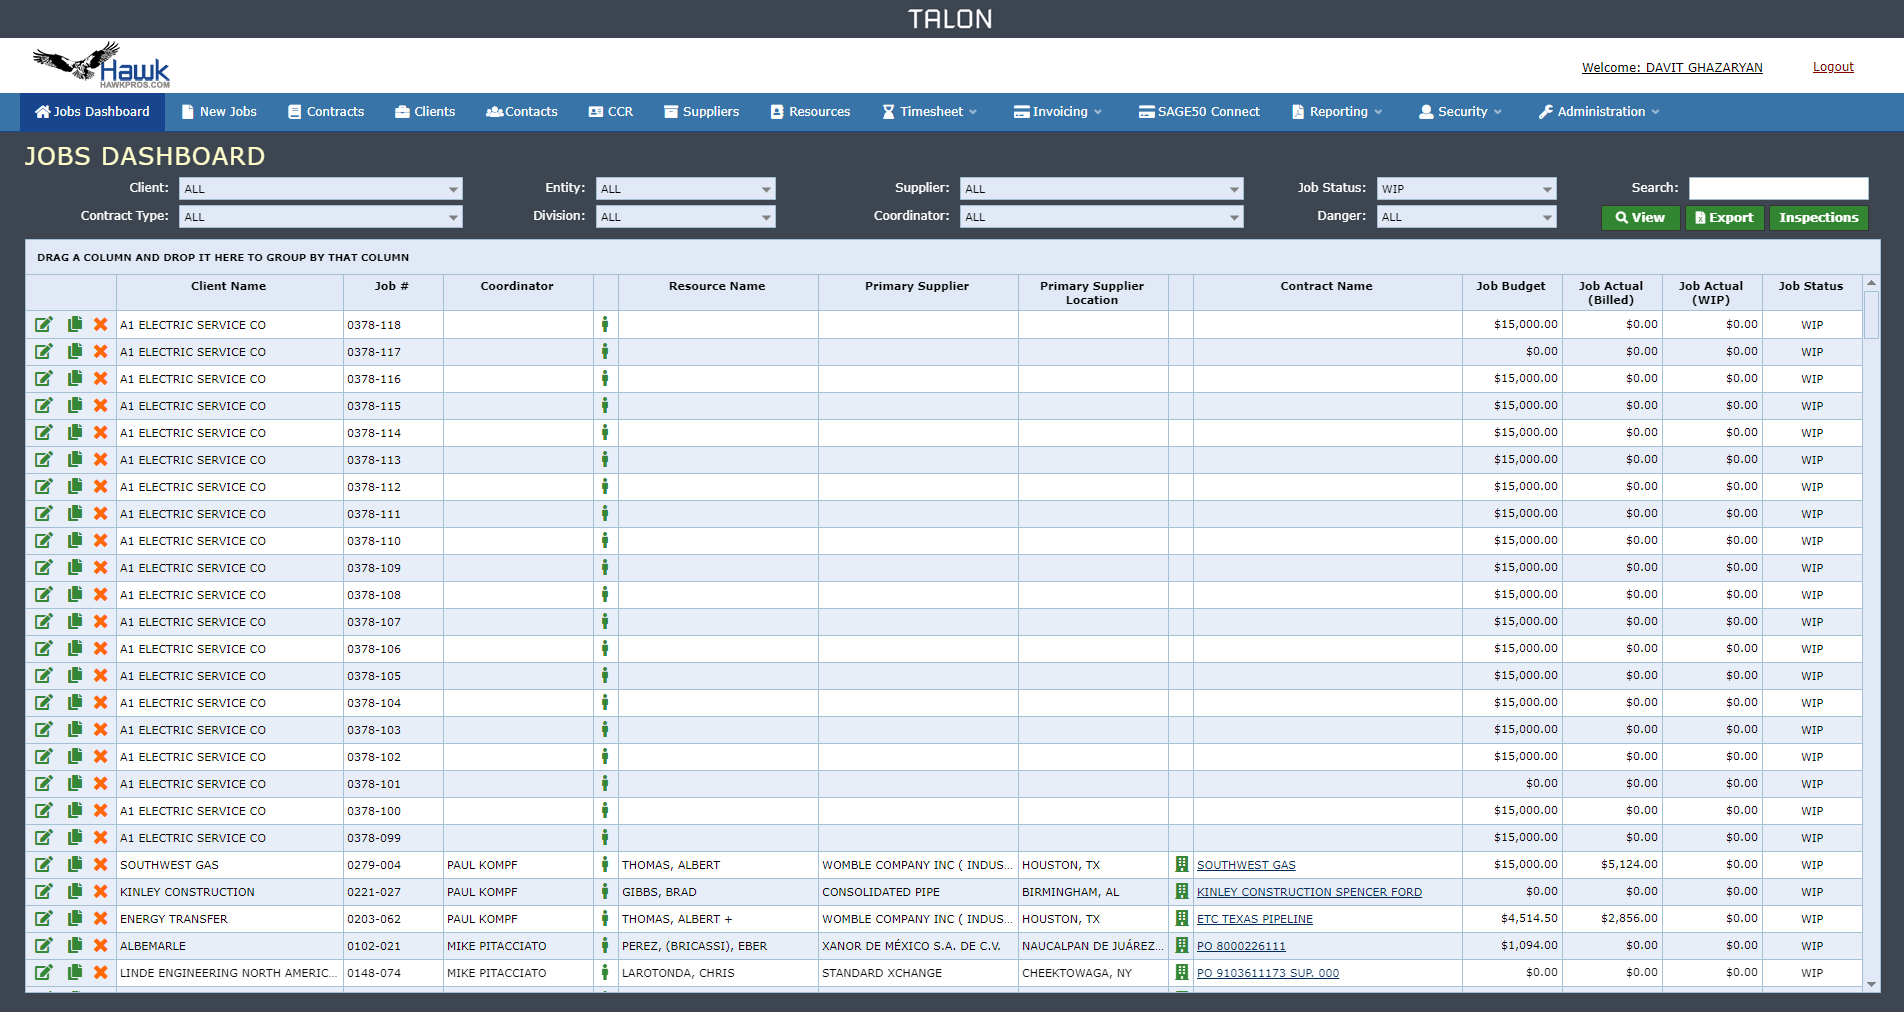 TALON
Hawk
HAWKPROS.COM
Welcome: DAVIT GHAZARYAN Logout
Jobs Dashboard New Jobs Contracts Clients Contacts CCR Suppliers Resources Timesheet Invoicing SAGE50 Connect Reporting Security Administration
JOBS DASHBOARD
Client: ALL Entity: ALL Supplier: ALL Job Status: WIP Search:
Contract Type: ALL Division: ALL Coordinator: ALL Danger: ALL View Export Inspections
DRAG A COLUMN AND DROP IT HERE TO GROUP BY THAT COLUMN
Client Name Job # Coordinator Resource Name Primary Supplier Primary Supplier Location Contract Name Job Budget Job Actual (Billed) Job Actual (WIP) Job Status
A1 ELECTRIC SERVICE CO 0378-118 $15,000.00 $0.00 $0.00 WIP
A1 ELECTRIC SERVICE CO 0378-117 $0.00 $0.00 $0.00 WIP
A1 ELECTRIC SERVICE CO 0378-116 $15,000.00 $0.00 $0.00 WIP
A1 ELECTRIC SERVICE CO 0378-115 $15,000.00 $0.00 $0.00 WIP
A1 ELECTRIC SERVICE CO 0378-114 $15,000.00 $0.00 $0.00 WIP
A1 ELECTRIC SERVICE CO 0378-113 $15,000.00 $0.00 $0.00 WIP
A1 ELECTRIC SERVICE CO 0378-112 $15,000.00 $0.00 $0.00 WIP
A1 ELECTRIC SERVICE CO 0378-111 $15,000.00 $0.00 $0.00 WIP
A1 ELECTRIC SERVICE CO 0378-110 $15,000.00 $0.00 $0.00 WIP
A1 ELECTRIC SERVICE CO 0378-109 $15,000.00 $0.00 $0.00 WIP
A1 ELECTRIC SERVICE CO 0378-108 $15,000.00 $0.00 $0.00 WIP
A1 ELECTRIC SERVICE CO 0378-107 $15,000.00 $0.00 $0.00 WIP
A1 ELECTRIC SERVICE CO 0378-106 $15,000.00 $0.00 $0.00 WIP
A1 ELECTRIC SERVICE CO 0378-105 $15,000.00 $0.00 $0.00 WIP
A1 ELECTRIC SERVICE CO 0378-104 $15,000.00 $0.00 $0.00 WIP
A1 ELECTRIC SERVICE CO 0378-103 $15,000.00 $0.00 $0.00 WIP
A1 ELECTRIC SERVICE CO 0378-102 $15,000.00 $0.00 $0.00 WIP
A1 ELECTRIC SERVICE CO 0378-101 $0.00 $0.00 $0.00 WIP
A1 ELECTRIC SERVICE CO 0378-100 $15,000.00 $0.00 $0.00 WIP
A1 ELECTRIC SERVICE CO 0378-099 $15,000.00 $0.00 $0.00 WIP
SOUTHWEST GAS 0279-004 PAUL KOMPF THOMAS, ALBERT WOMBLE COMPANY INC ( INDUS... HOUSTON, TX SOUTHWEST GAS $15,000.00 $5,124.00 $0.00 WIP
KINLEY CONSTRUCTION 0221-027 PAUL KOMPF GIBBS, BRAD CONSOLIDATED PIPE BIRMINGHAM, AL KINLEY CONSTRUCTION SPENCER FORD $0.00 $0.00 $0.00 WIP
ENERGY TRANSFER 0203-062 PAUL KOMPF THOMAS, ALBERT + WOMBLE COMPANY INC ( INDUS... HOUSTON, TX ETC TEXAS PIPELINE $4,514.50 $2,856.00 $0.00 WIP
ALBEMARLE 0102-021 MIKE PITACCIATO PEREZ, (BRICASSI), EBER XANOR DE MÉXICO S.A. DE C.V. NAUCALPAN DE JUÁREZ... PO 8000226111 $1,094.00 $0.00 $0.00 WIP
LINDE ENGINEERING NORTH AMERIC... 0148-074 MIKE PITACCIATO LAROTONDA, CHRIS STANDARD XCHANGE CHEEKTOWAGA, NY PO 9103611173 SUP. 000 $0.00 $0.00 $0.00 WIP